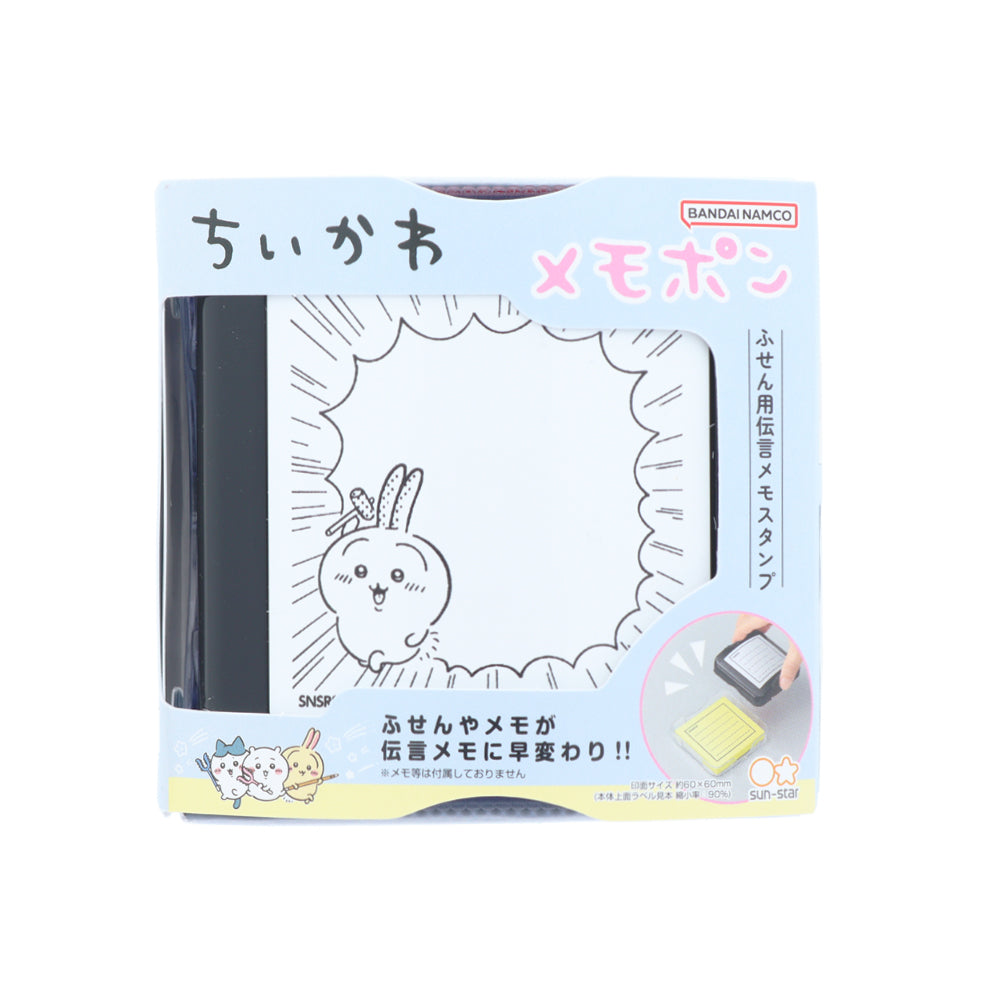 ちいかわ
BANDAI NAMCO
メモポン
ふせん用伝言メモスタンプ
SNSR
ふせんやメモが
伝言メモに早変わり!!
※メモ等は付属しておりません
印面サイズ 約60×60mm
(本体上面ラベル見本 縮小率 90%)
sun-star